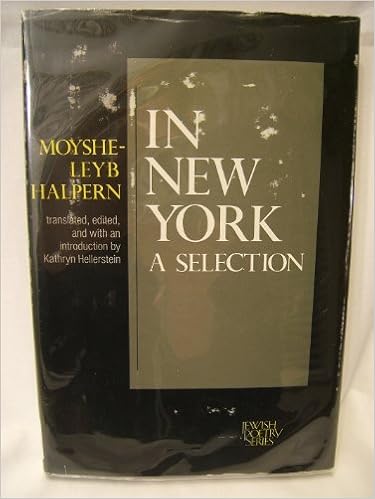 MOYSHE-
LEYB
HALPERN
translated, edited,
and with an
introduction by
Kathryn Hellerstein
IN
NEW
YORK
A SELECTION
JEWISH
POETRY
SERIES